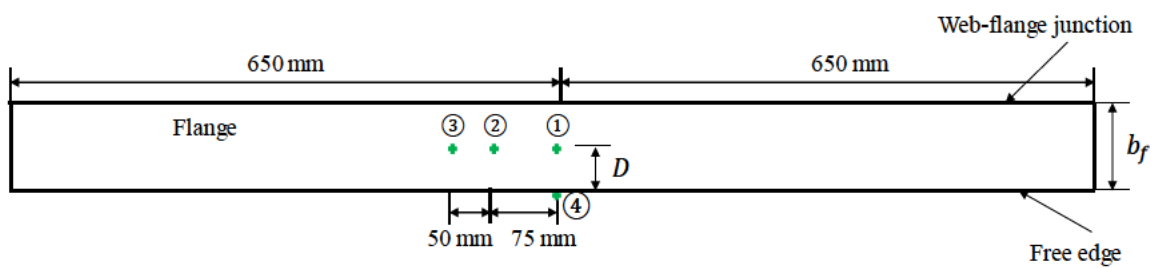 Web-flange junction
650 mm
650 mm
Flange
③
②
①
D
b_f
④
50 mm
75 mm
Free edge